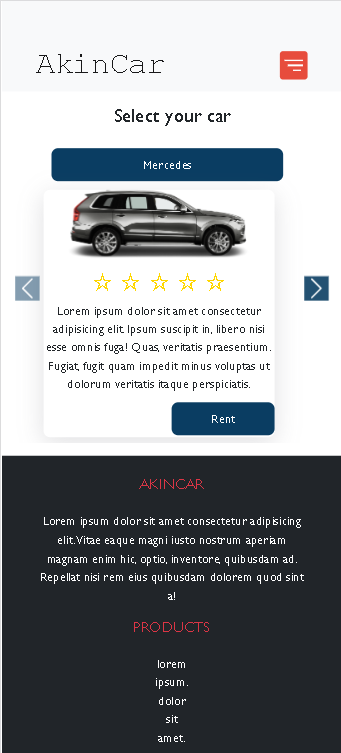 AkinCar
Select your car
Mercedes
Lorem ipsum dolor sit amet consectetur
adipisicing elit. Ipsum suscipit in, libero nisi
esse omnis fuga! Quas, veritatis praesentium.
Fugiat, fugit quam impedit minus voluptas ut
dolorum veritatis itaque perspiciatis.
Rent
AKINCAR
Lorem ipsum dolor sit amet consectetur adipisicing
elit.Vitae eaque magni iusto nostrum aperiam
magnam enim hic, optio, inventore, quibusdam ad.
Repellat nisi rem eius quibusdam dolorem quod sint
a!
PRODUCTS
lorem
ipsum.
dolor
sit
amet.